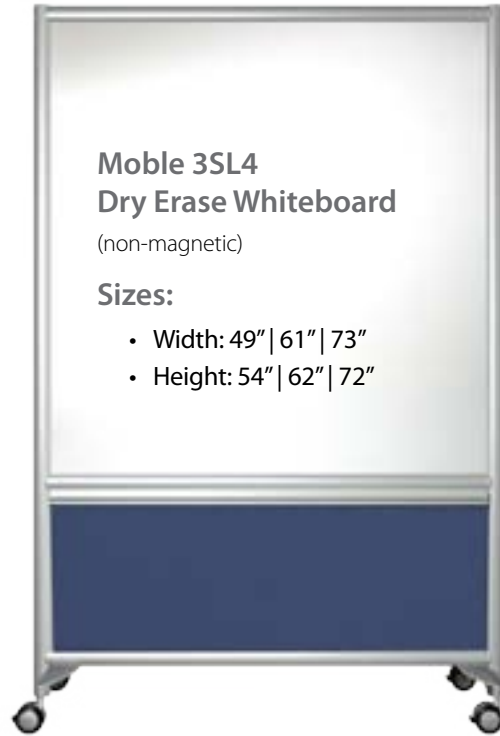 Moble 3SL4
Dry Erase Whiteboard
(non-magnetic)
Sizes:
• Width: 49"| 61"| 73"
• Height: 54"| 62"| 72"